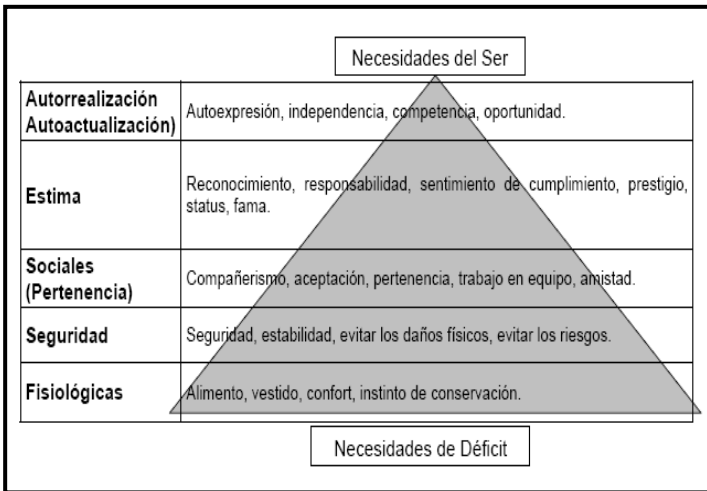 Necesidades del Ser
Autorrealización
Autoactualización)
Autoexpresión, independencia, competencia, oportunidad.
Estima
Reconocimiento, responsabilidad, sentimiento de cumplimiento, prestigio,
status, fama.
Sociales
(Pertenencia)
Compañerismo, aceptación, pertenencia, trabajo en equipo, amistad.
Seguridad
Seguridad, estabilidad, evitar los daños físicos, evitar los riesgos.
Fisiológicas
Alimento, vestido, confort, instinto de conservación.
Necesidades de Déficit